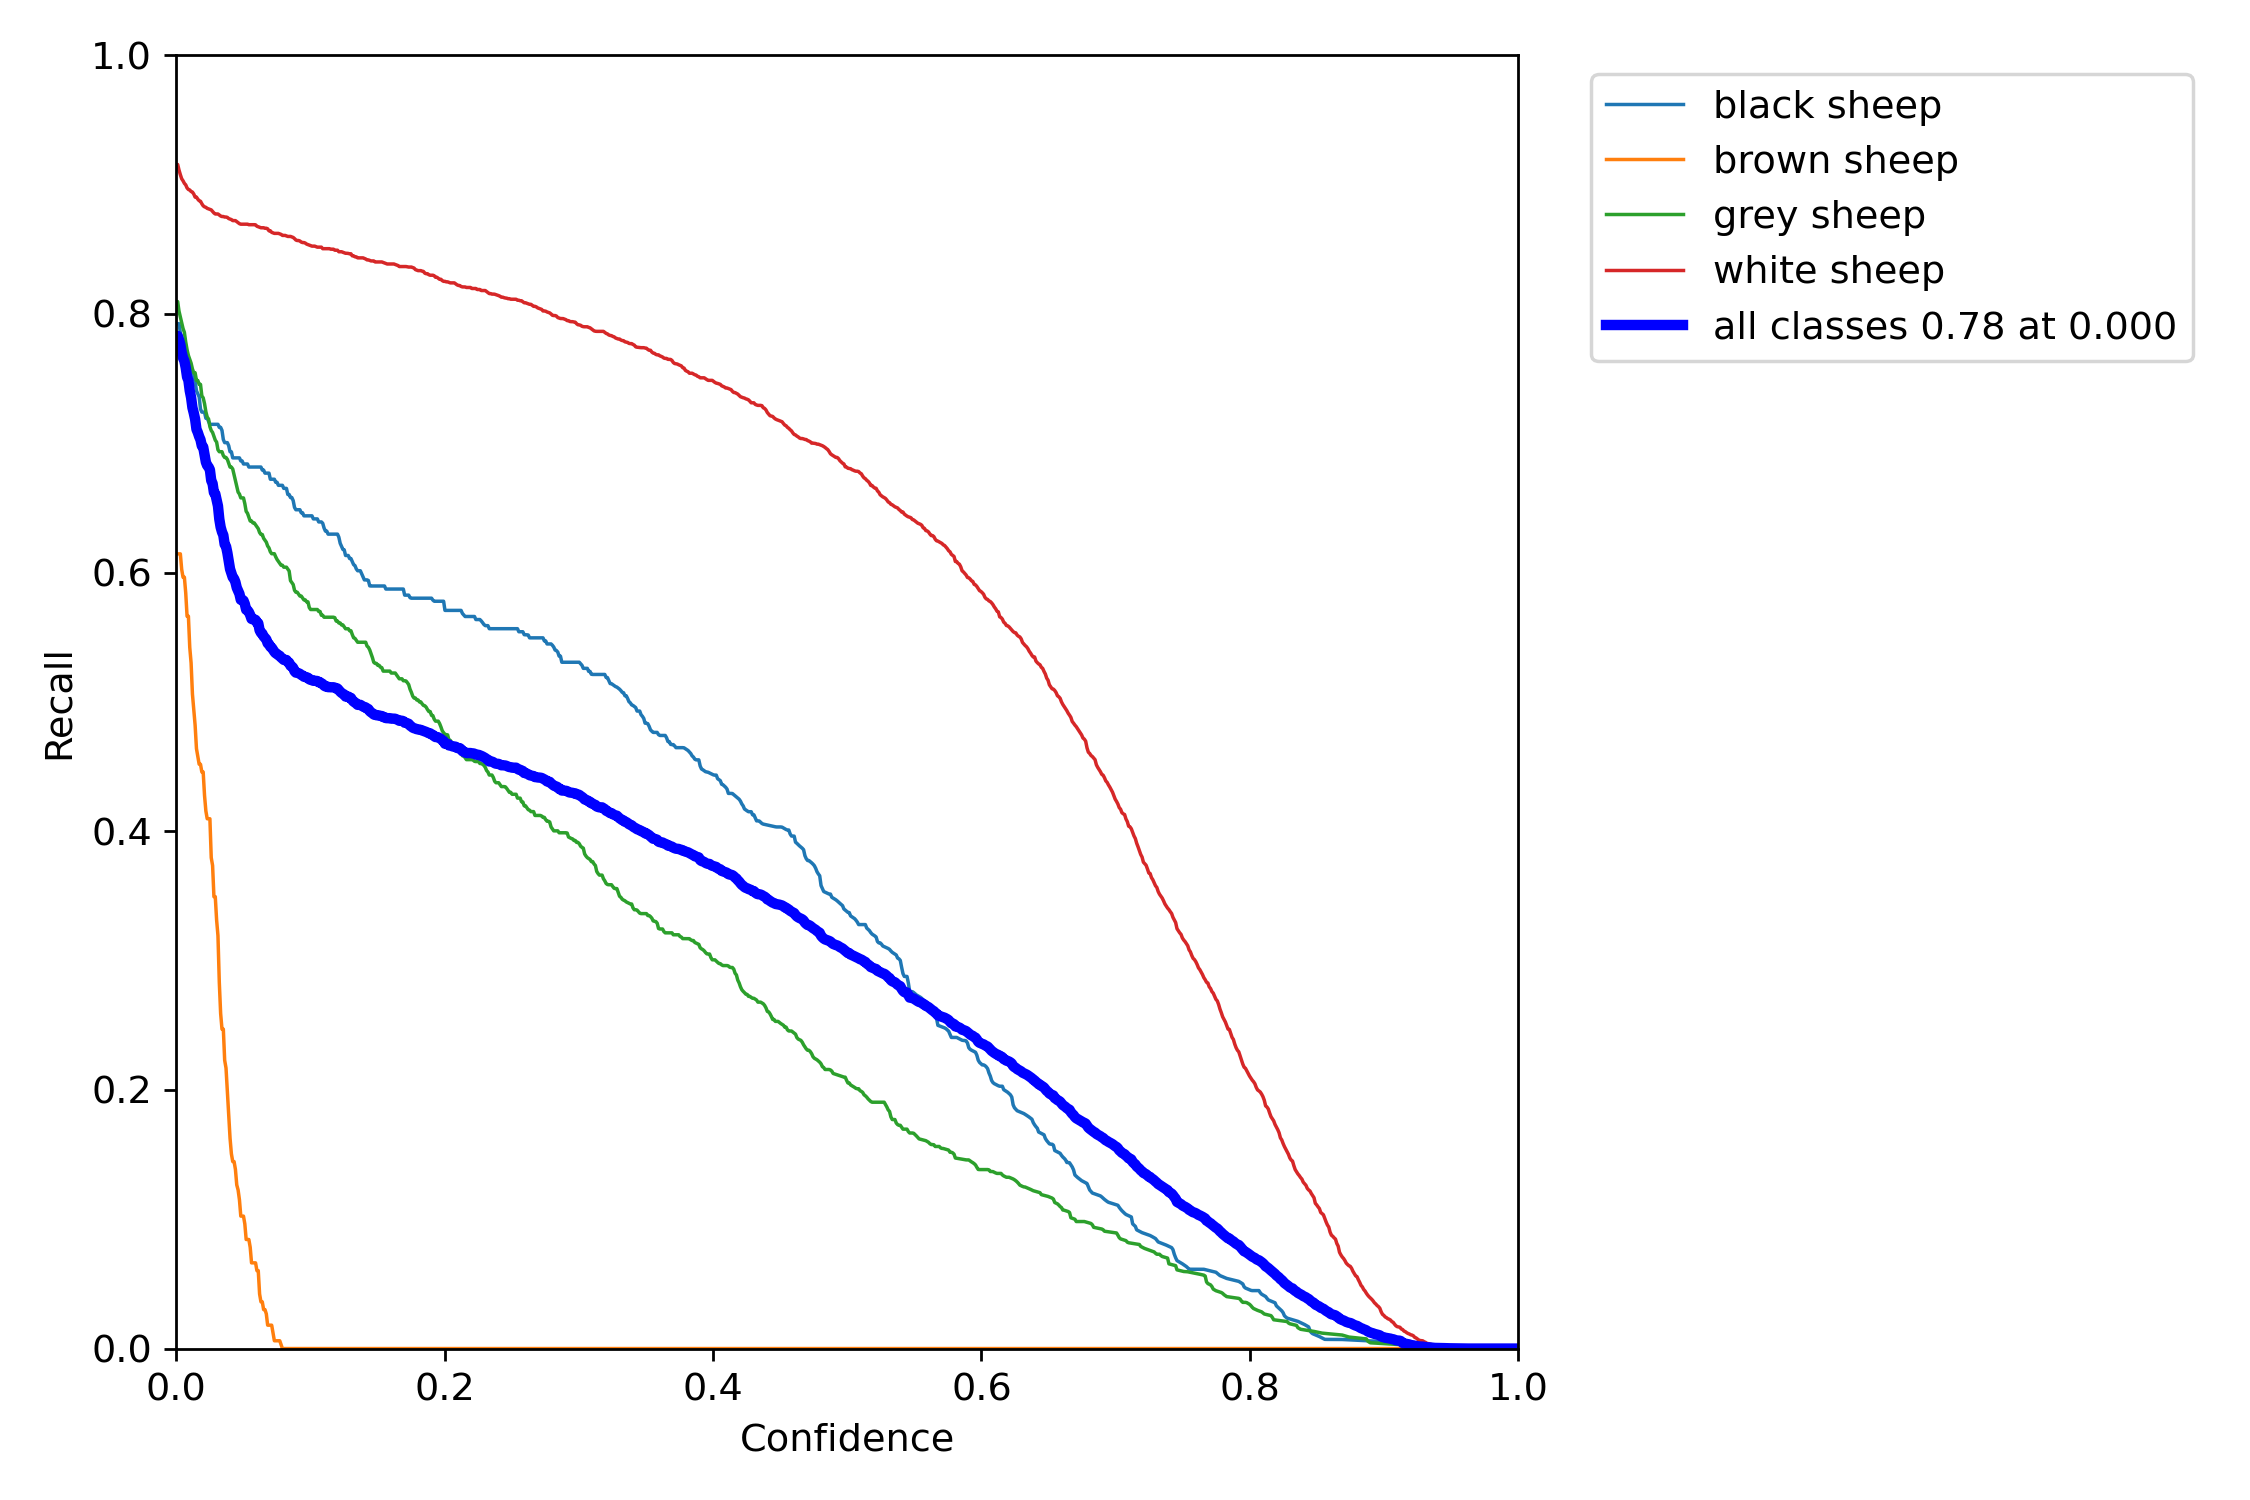 1.0
0.8
0.6
0.4
0.2
0.0
Recall
0.0 0.2 0.4 0.6 0.8 1.0
Confidence
black sheep
brown sheep
grey sheep
white sheep
all classes 0.78 at 0.000